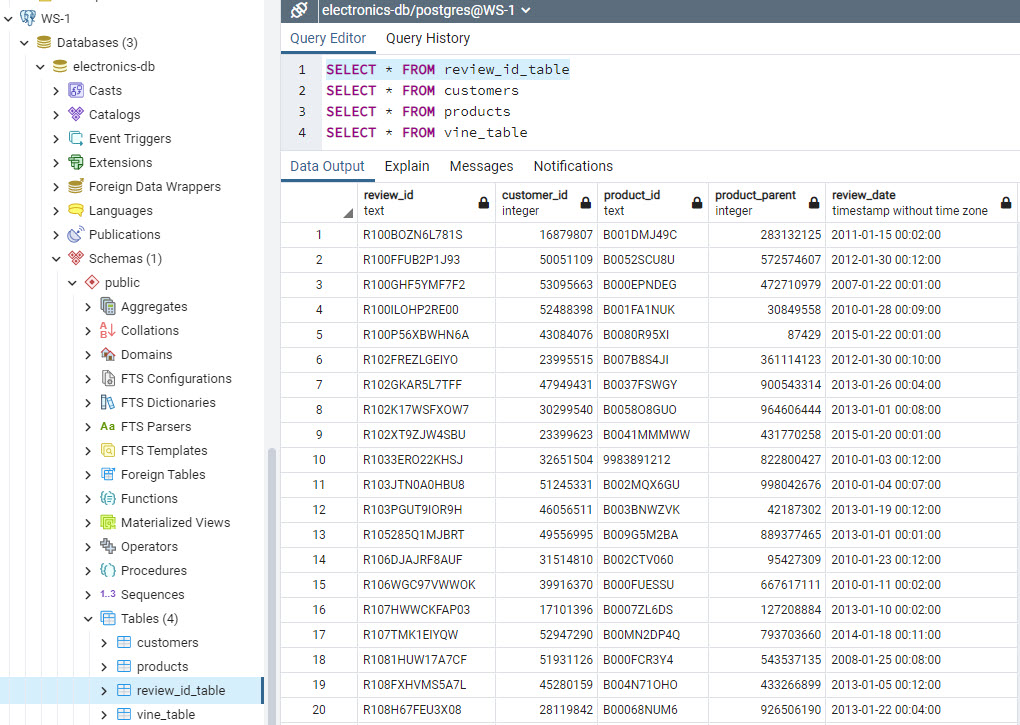 WS-1
Databases (3)
electronics-db
Casts
Catalogs
Event Triggers
Extensions
Foreign Data Wrappers
Languages
Publications
Schemas (1)
public
Aggregates
Collations
Domains
FTS Configurations
FTS Dictionaries
Aa FTS Parsers
FTS Templates
Foreign Tables
Functions
Materialized Views
Operators
Procedures
1..3 Sequences
Tables (4)
customers
products
review_id_table
vine_table
electronics-db/postgres@WS-1
Query Editor Query History
1 SELECT * FROM review_id_table
2 SELECT * FROM customers
3 SELECT * FROM products
4 SELECT * FROM vine_table
Data Output Explain Messages Notifications
review_id customer_id product_id product_parent review_date
text integer text integer timestamp without time zone
1 R100BOZN6L781S 16879807 B001DMJ49C 283132125 2011-01-15 00:02:00
2 R100FFUB2P1J93 50051109 B0052SCU8U 572574607 2012-01-30 00:12:00
3 R100GHF5YMF7F2 53095663 B000EPNDEG 472710979 2007-01-22 00:01:00
4 R100ILOHP2RE00 52488398 B001FA1NUK 30849558 2010-01-28 00:09:00
5 R100P56XBWHN6A 43084076 B0080R95XI 87429 2015-01-22 00:01:00
6 R102FREZLGEIYO 23995515 B007B8S4JI 361114123 2012-01-30 00:10:00
7 R102GKAR5L7TFF 47949431 B0037FSWGY 900543314 2013-01-26 00:04:00
8 R102K17WSFXOW7 30299540 B0058O8GUO 964606444 2013-01-01 00:08:00
9 R102XT9ZJW4SBU 23399623 B0041MMMWW 431770258 2015-01-20 00:01:00
10 R1033ERO22KHSJ 32651504 9983891212 822800427 2010-01-03 00:12:00
11 R103JTN0A0HBU8 51245331 B002MQX6GU 998042676 2010-01-04 00:07:00
12 R103PGUT9IOR9H 46056511 B003BNWZVK 42187302 2013-01-19 00:12:00
13 R105285Q1MJBRT 49556995 B009G5M2BA 889377465 2013-01-01 00:01:00
14 R106DJAJRF8AUF 31514810 B002CTV060 95427309 2010-01-23 00:12:00
15 R106WGC97VWWOK 39916370 B000FUESSU 667617111 2010-01-11 00:02:00
16 R107HWWCKFAP03 17101396 B0007ZL6DS 127208884 2013-01-10 00:02:00
17 R107TMK1EIYQW 52947290 B00MN2DP4Q 793703660 2014-01-18 00:11:00
18 R1081HUW17A7CF 51931126 B000FCR3Y4 543537135 2008-01-25 00:08:00
19 R108FXHVMS5A7L 45280159 B004N71OHO 433266899 2013-01-05 00:12:00
20 R108H67FEU3X08 28119842 B00068NUM6 926506190 2013-01-22 00:04:00